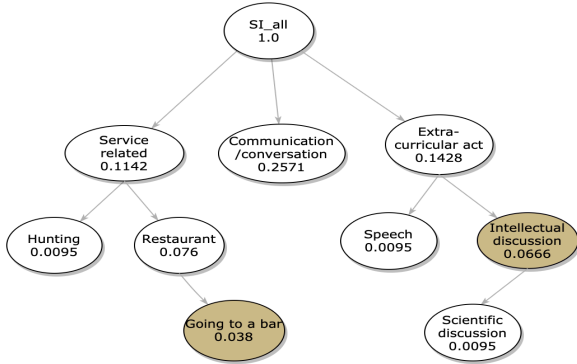 SI_all
1.0
Service
related
0.1142
Communication
/conversation
0.2571
Extra-
curricular act
0.1428
Hunting
0.0095
Restaurant
0.076
Speech
0.0095
Intellectual
discussion
0.0666
Going to a bar
0.038
Scientific
discussion
0.0095